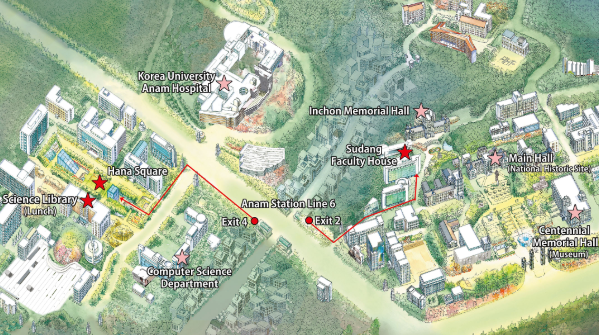 Korea University
Anam Hospital
Inchon Memorial Hall
Sudang
Faculty House
Main Hall
(National Historic Site)
Hana Square
Science Library
(Lunch)
Anam Station Line 6
Exit 4
Exit 2
Centennial
Memorial Hall
(Museum)
Computer Science
Department